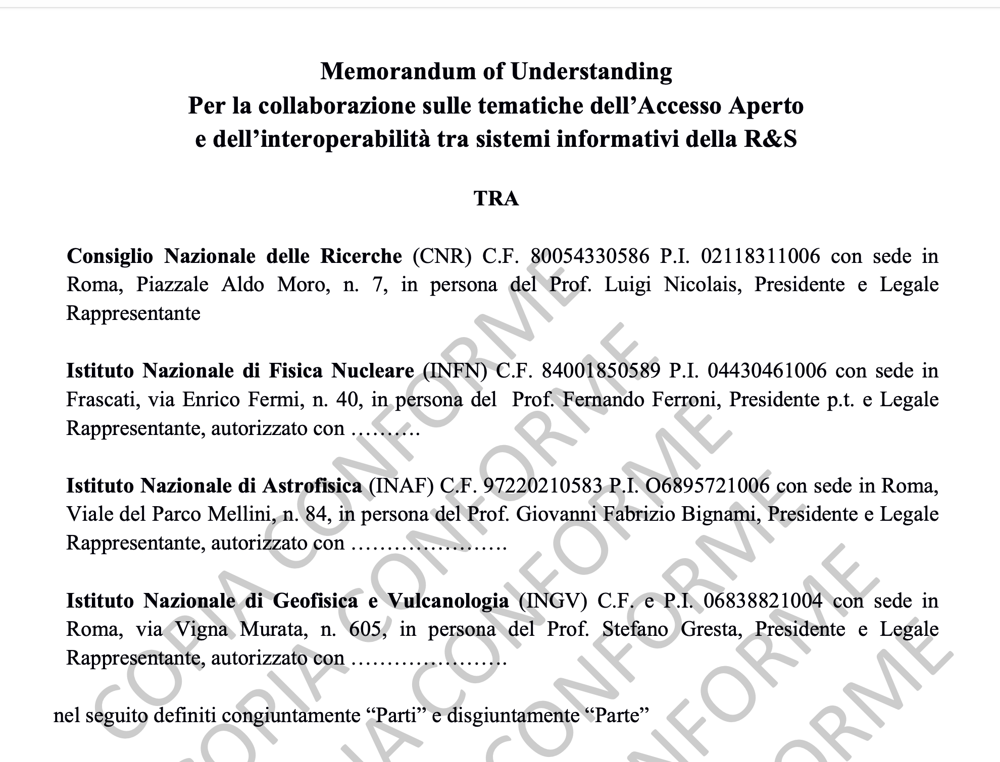 Memorandum of Understanding
Per la collaborazione sulle tematiche dell’Accesso Aperto
e dell’interoperabilità tra sistemi informativi della R&S
TRA
Consiglio Nazionale delle Ricerche (CNR) C.F. 80054330586 P.I. 02118311006 con sede in
Roma, Piazzale Aldo Moro, n. 7, in persona del Prof. Luigi Nicolais, Presidente e Legale
Rappresentante
Istituto Nazionale di Fisica Nucleare (INFN) C.F. 84001850589 P.I. 04430461006 con sede in
Frascati, via Enrico Fermi, n. 40, in persona del Prof. Fernando Ferroni, Presidente p.t. e Legale
Rappresentante, autorizzato con ……….
Istituto Nazionale di Astrofisica (INAF) C.F. 97220210583 P.I. O6895721006 con sede in Roma,
Viale del Parco Mellini, n. 84, in persona del Prof. Giovanni Fabrizio Bignami, Presidente e Legale
Rappresentante, autorizzato con ………………….
Istituto Nazionale di Geofisica e Vulcanologia (INGV) C.F. e P.I. 06838821004 con sede in
Roma, via Vigna Murata, n. 605, in persona del Prof. Stefano Gresta, Presidente e Legale
Rappresentante, autorizzato con ………………….
nel seguito definiti congiuntamente “Parti” e disgiuntamente “Parte”
COPIA CONFORME
COPIA CONFORME
COPIA CONFORME
CONFORME
CONFORME
CONFORME